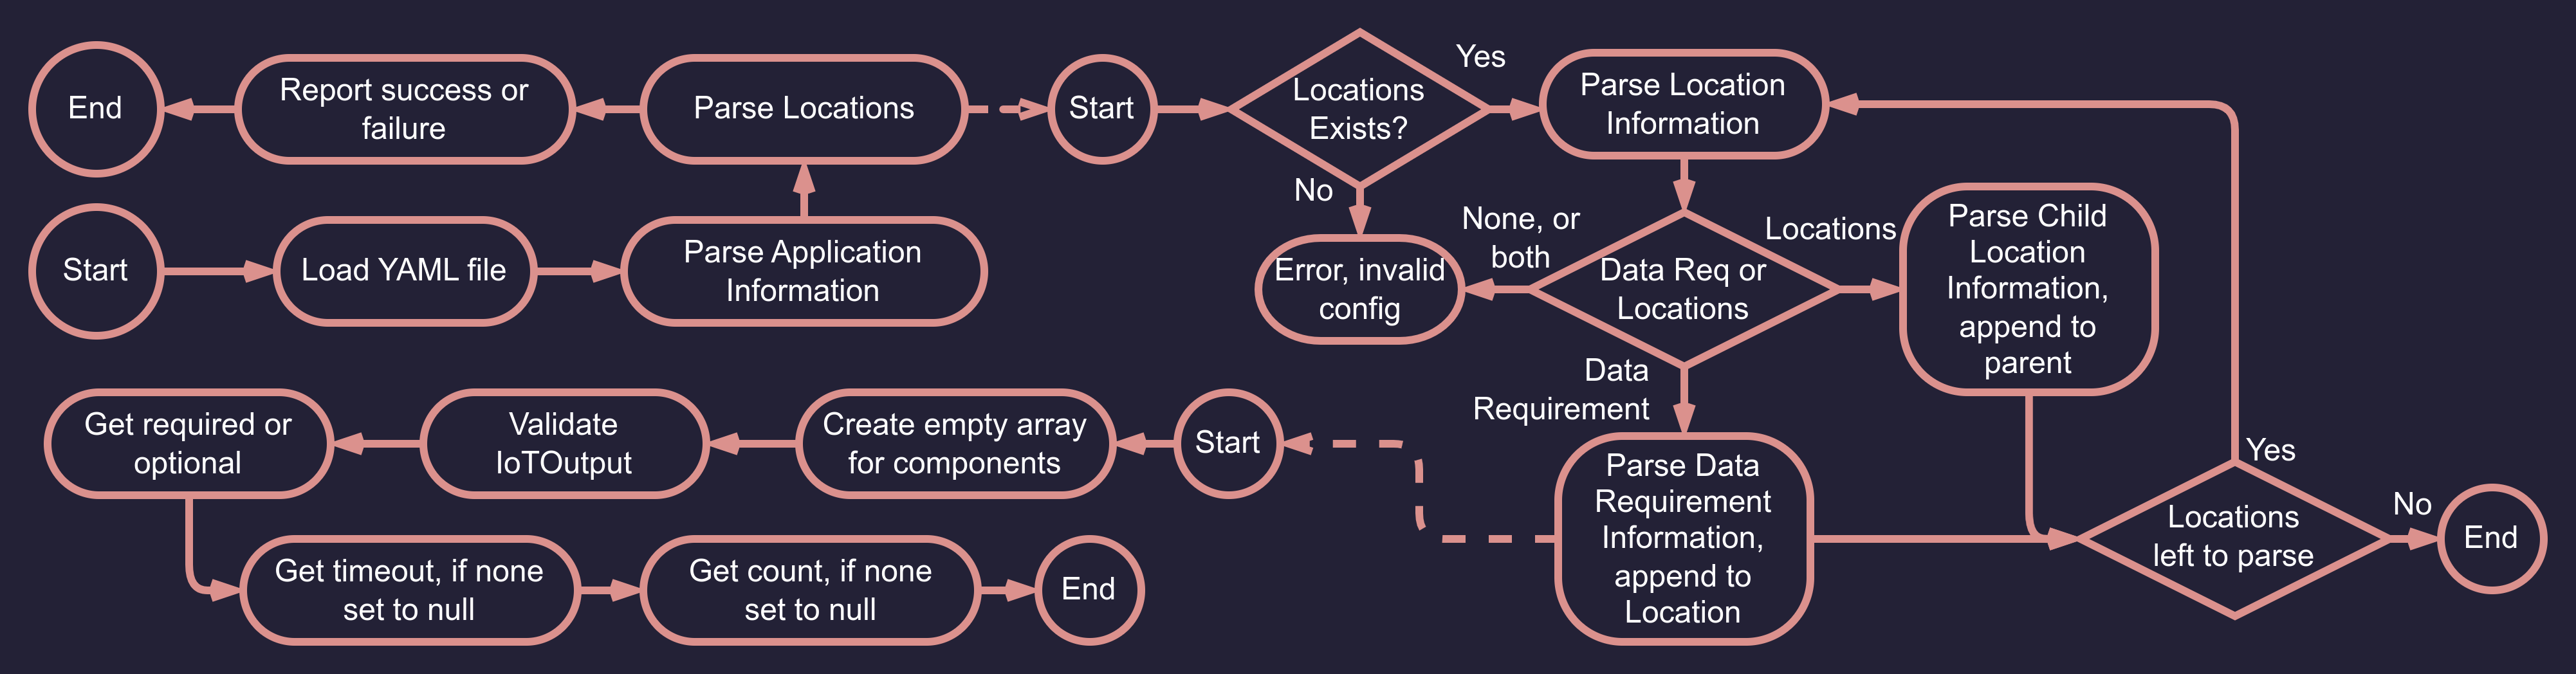 End
Report success or
failure
Parse Locations
Start
Load YAML file
Parse Application
Information
Start
Locations
Exists?
Yes
No
Parse Location
Information
Error, invalid
config
None, or
both
Data Req or
Locations
Locations
Parse Child
Location
Information,
append to
parent
Data
Requirement
Parse Data
Requirement
Information,
append to
Location
Locations
left to parse
Yes
No
End
Start
Create empty array
for components
Validate
IoTOutput
Get required or
optional
Get timeout, if none
set to null
Get count, if none
set to null
End